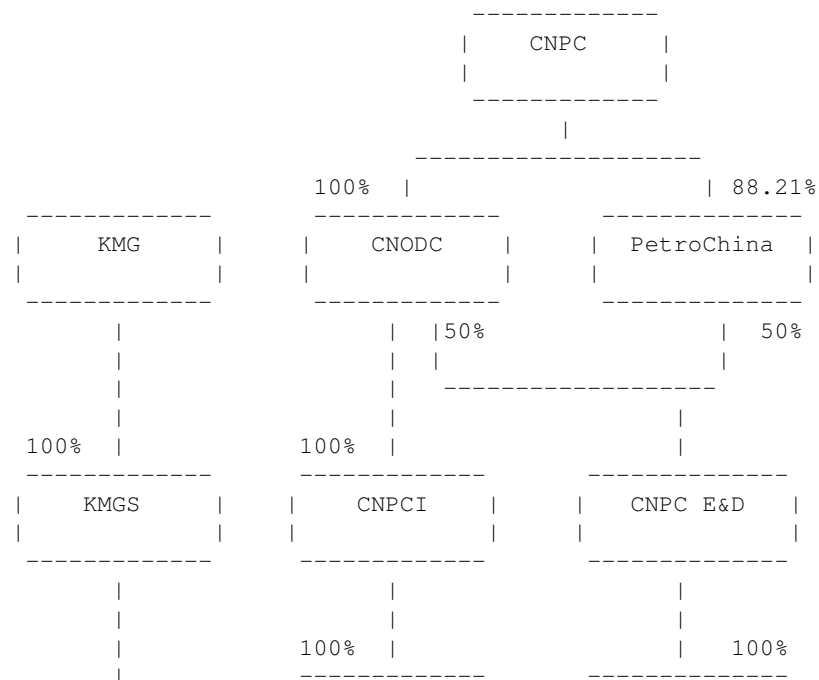 CNPC
100% 88.21%
KMG CNODC PetroChina
50% 50%
100% 100%
KMGS CNPCI CNPC E&D
100% 100%